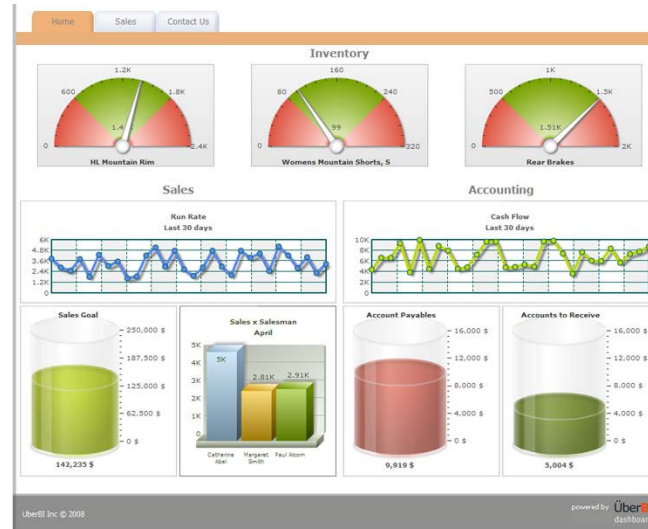 Home Sales Contact Us
Inventory
1.2K
600 1.8K
1.4
0 2.4K
HL Mountain Rim
160
80 240
99
0 320
Womens Mountain Shorts, S
1K
500 1.5K
1.51K
0 2K
Rear Brakes
Sales
Accounting
Run Rate
Last 30 days
6K
4.8K
3.6K
2.4K
1.2K
0
Cash Flow
Last 30 days
10K
8K
6K
4K
2K
0
Sales Goal
250,000 $
187,500 $
125,000 $
62,500 $
0 $
142,235 $
Sales x Salesman
April
5K
4K
3K
2K
1K
0
5K
2.81K
2.91K
Catherine
Abel
Margaret
Smith
Paul Alcorn
Account Payables
16,000 $
12,000 $
8,000 $
4,000 $
0 $
9,919 $
Accounts to Receive
16,000 $
12,000 $
8,000 $
4,000 $
0 $
5,004 $
UberBI Inc © 2008
powered by ÜberB
dashboar